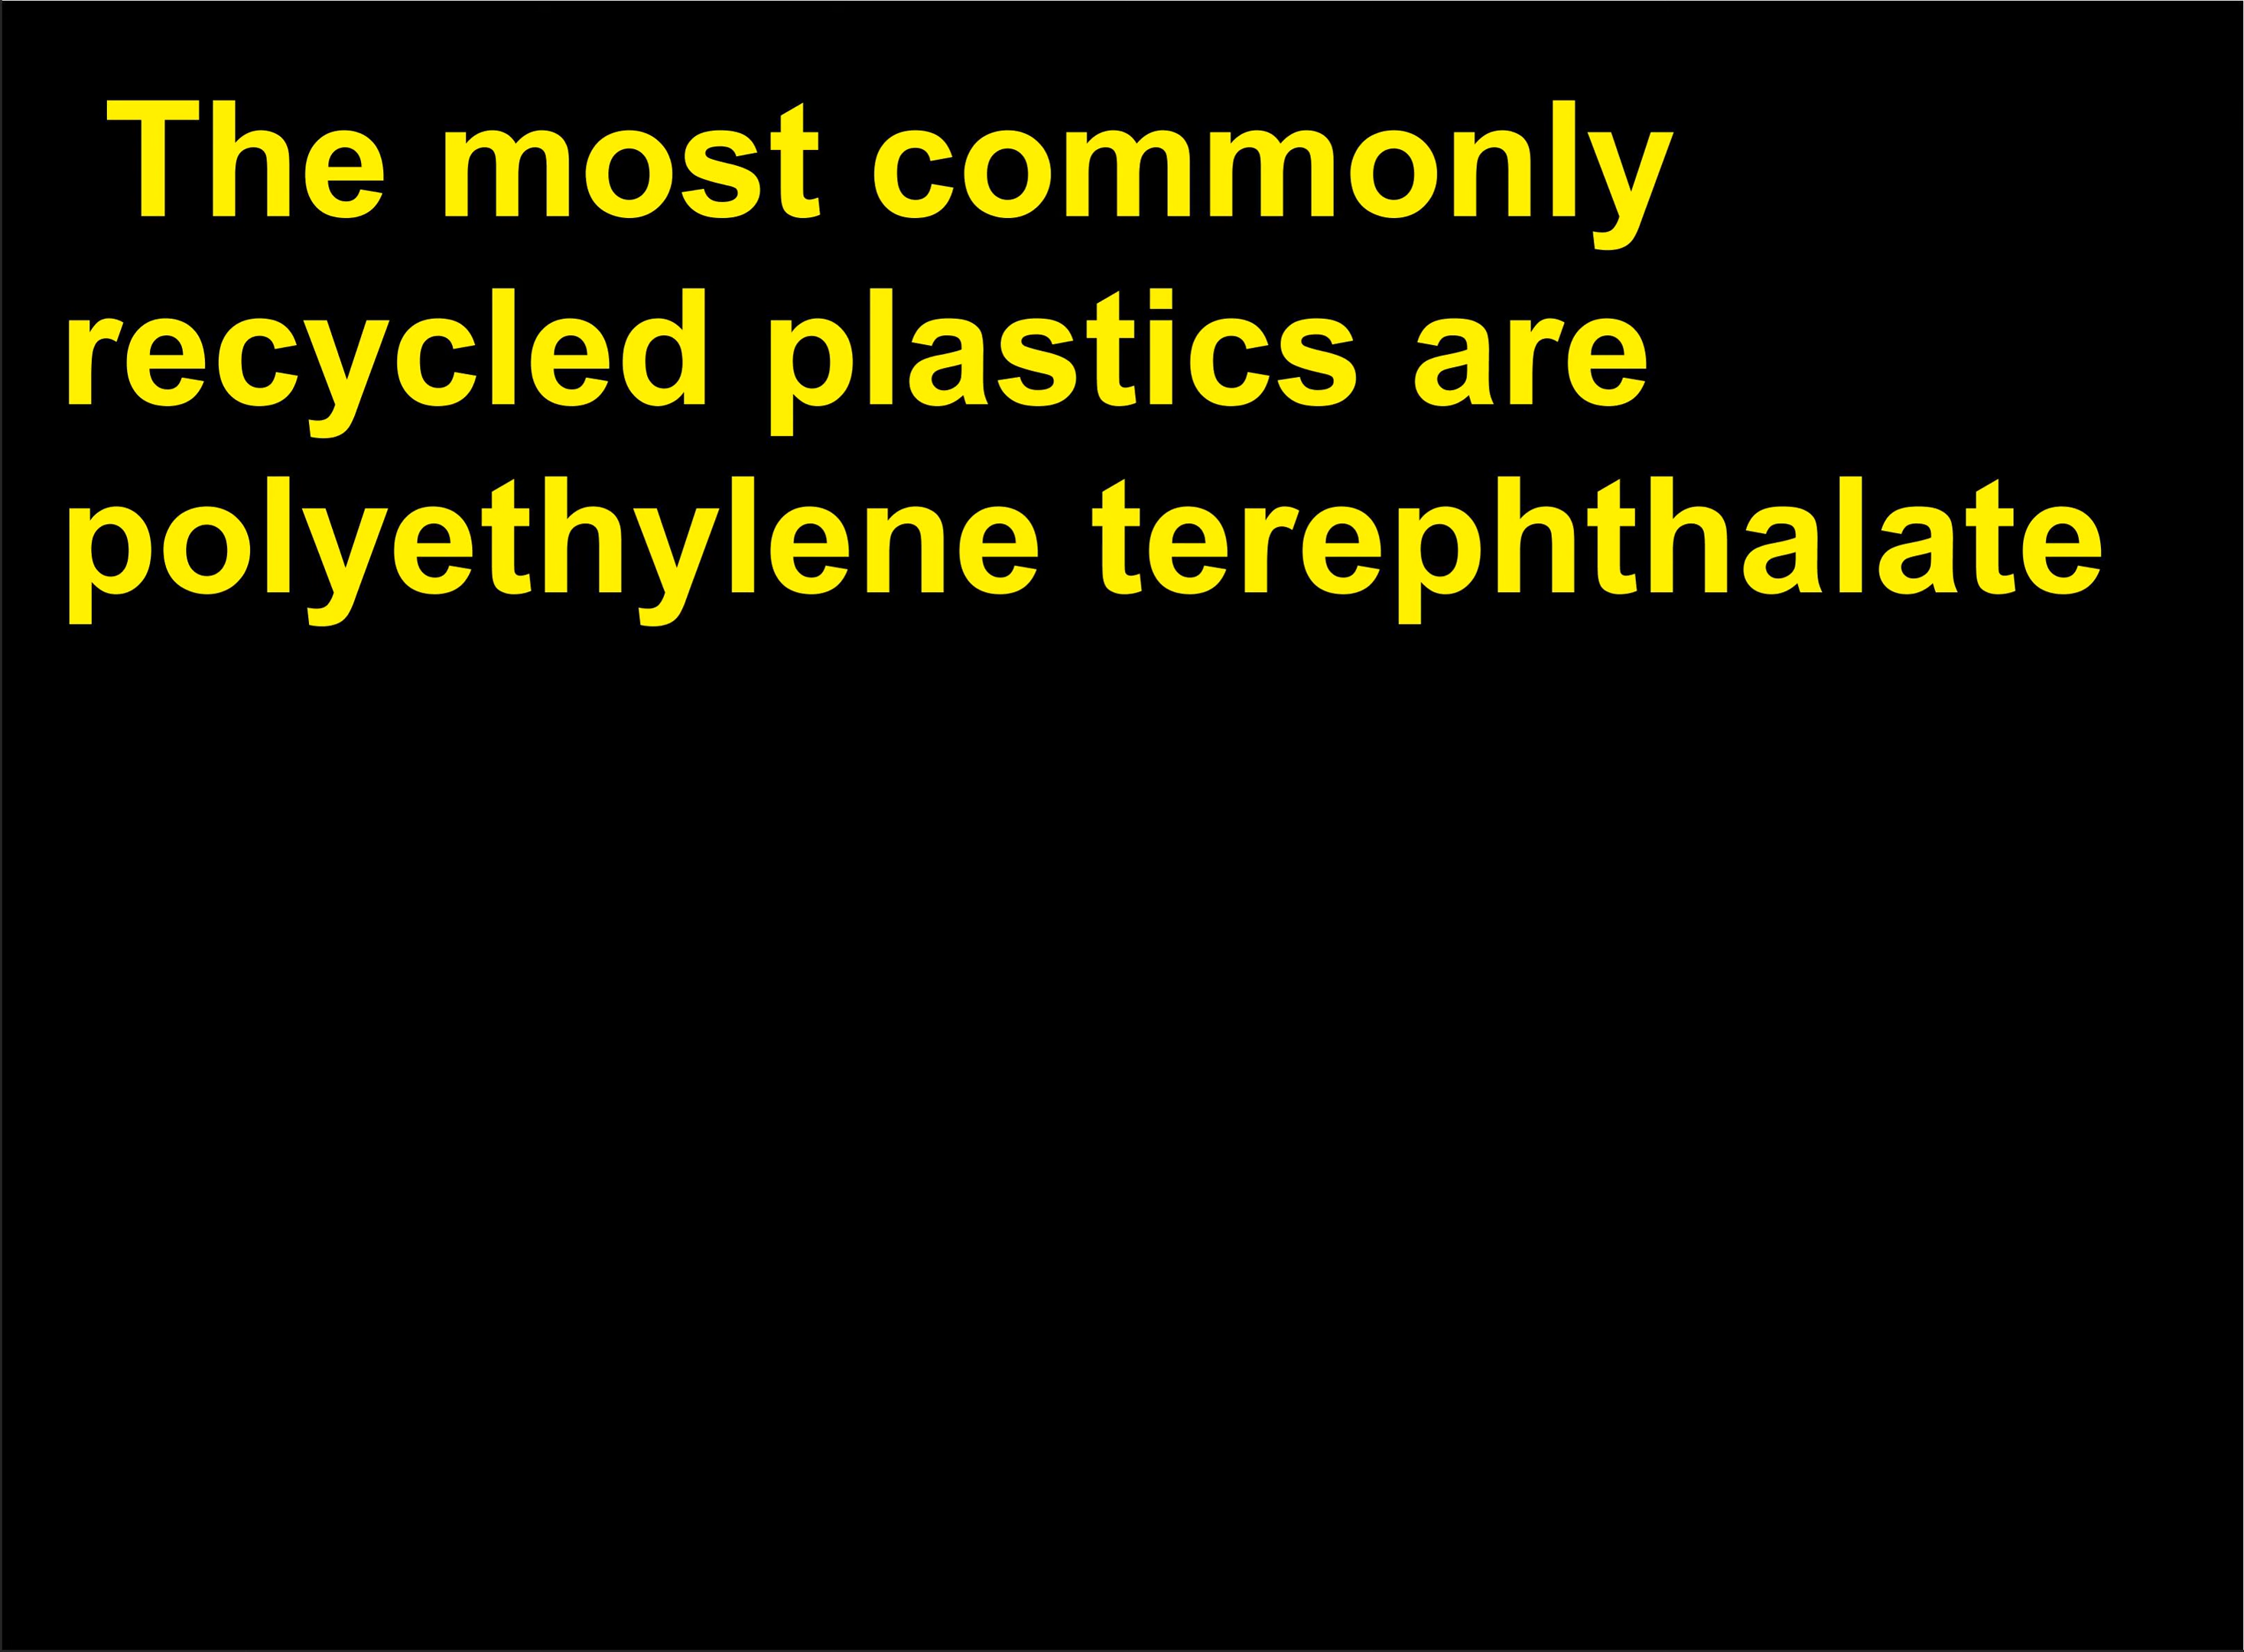 The most commonly
recycled plastics are
polyethylene terephthalate